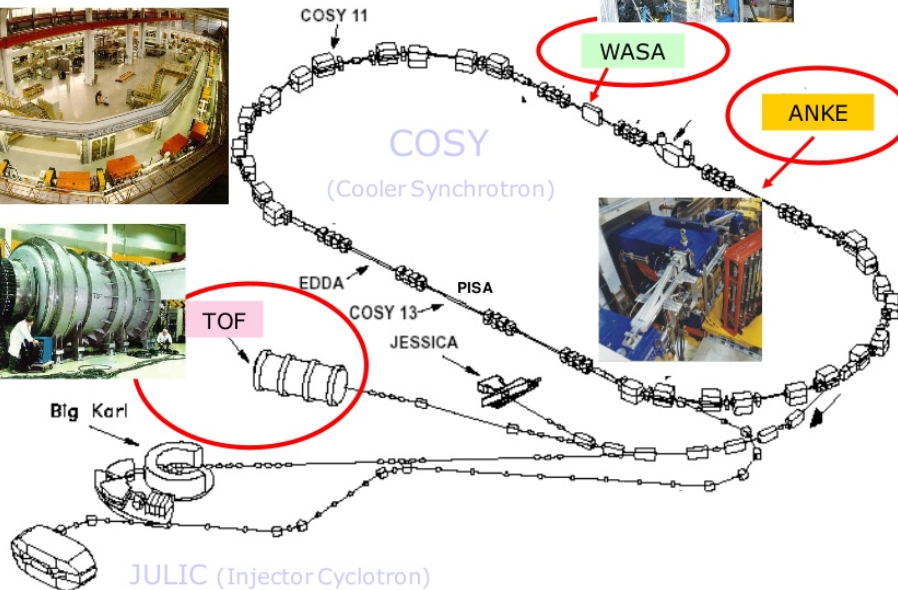 COSY 11
WASA
ANKE
COSY
(Cooler Synchrotron)
EDDA
PISA
COSY 13
TOF
JESSICA
Big Karl
JULIC (Injector Cyclotron)